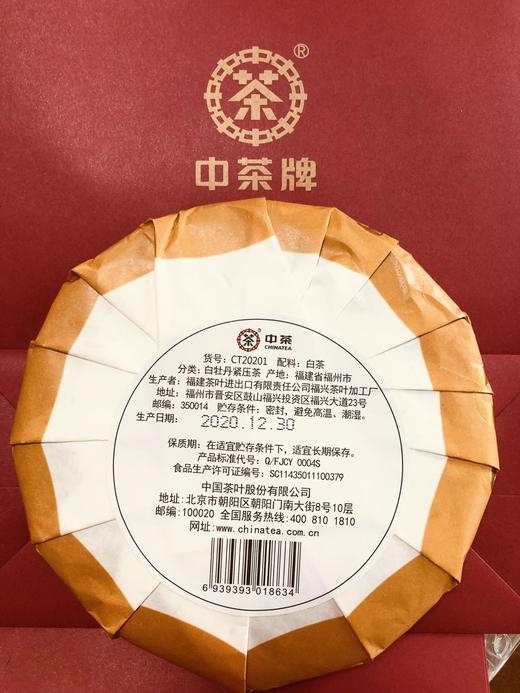 茶
®
中茶牌
茶 中茶
CHINATEA
货号：CT20201 配料：白茶
分类：白牡丹紧压茶 产地：福建省福州市
生产者：福建茶叶进出口有限责任公司福兴茶叶加工厂
地址：福州市晋安区鼓山福兴投资区福兴大道23号
邮编：350014 贮存条件：密封，避免高温、潮湿。
生产日期：2020.12.30
保质期：在适宜贮存条件下，适宜长期保存。
产品标准代号：Q/FJCY 0004S
食品生产许可证编号：SC11435011100379
中国茶叶股份有限公司
地址:北京市朝阳区朝阳门南大街8号10层
邮编:100020 全国服务热线:400 810 1810
网址:www.chinatea.com.cn
6 939393 018634